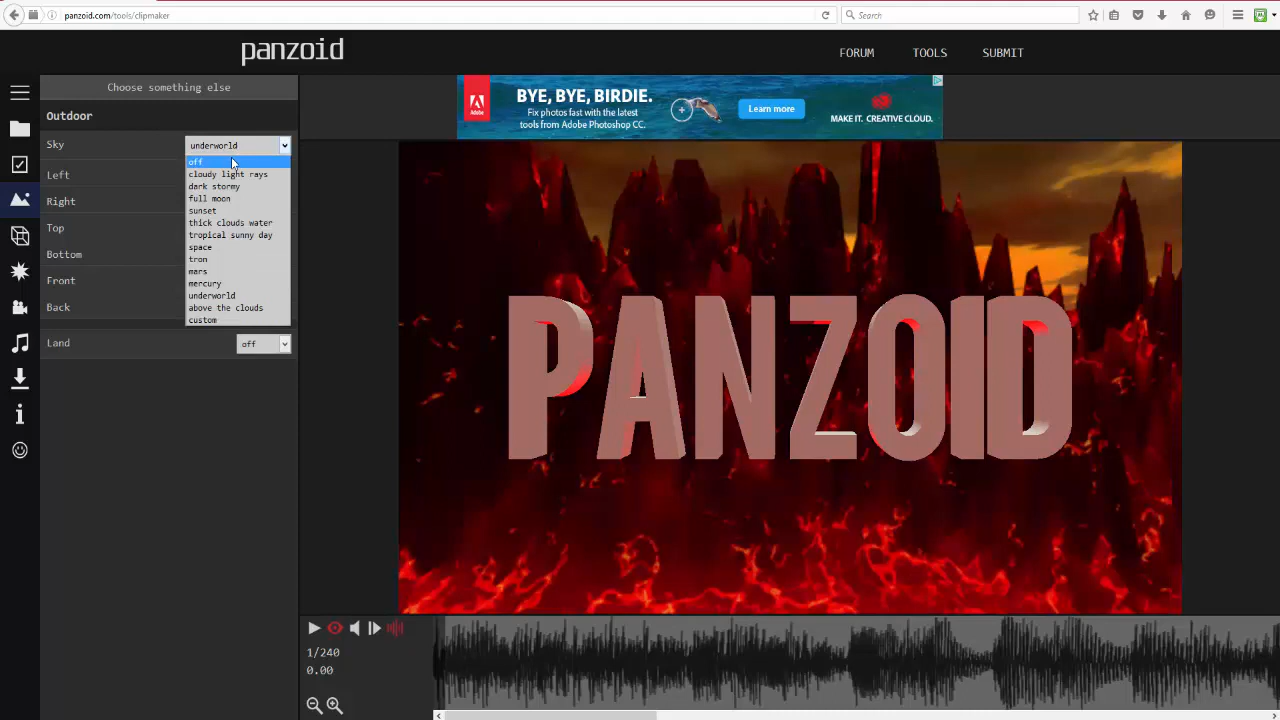 panzoid.com/tools/clipmaker
Search
panzoid
FORUM
TOOLS
SUBMIT
Choose something else
Outdoor
Sky
underworld
off
cloudy light rays
dark stormy
full moon
sunset
thick clouds water
tropical sunny day
space
tron
mars
mercury
underworld
above the clouds
custom
Left
Right
Top
Bottom
Front
Back
Land
off
BYE, BYE, BIRDIE.
Fix photos fast with the latest
tools from Adobe Photoshop CC.
Learn more
MAKE IT. CREATIVE CLOUD.
Adobe
PANZOID
1/240
0.00